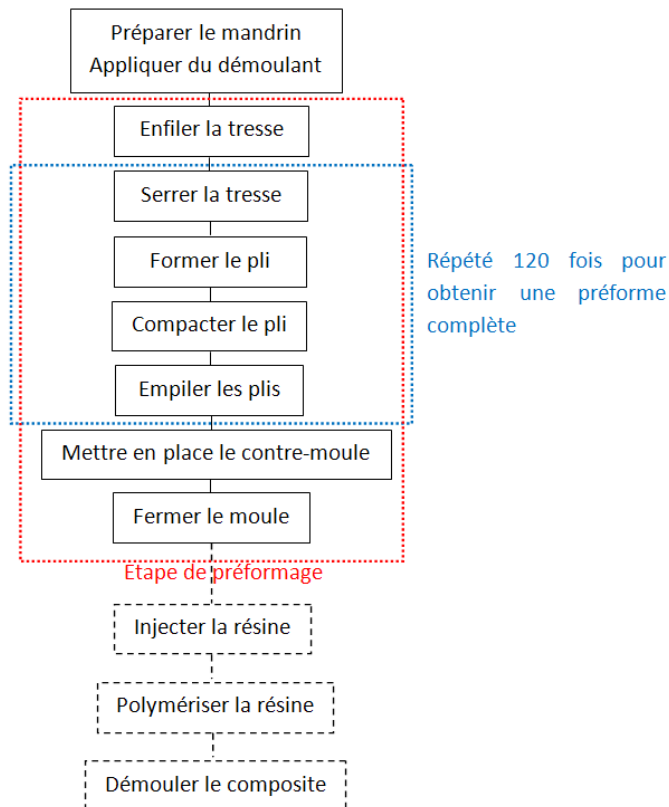 Préparer le mandrin
Appliquer du démoulant
Enfiler la tresse
Serrer la tresse
Former le pli
Compacter le pli
Empiler les plis
Répété 120 fois pour
obtenir une préforme
complète
Mettre en place le contre-moule
Fermer le moule
Etape de préformage
Injecter la résine
Polymériser la résine
Démouler le composite